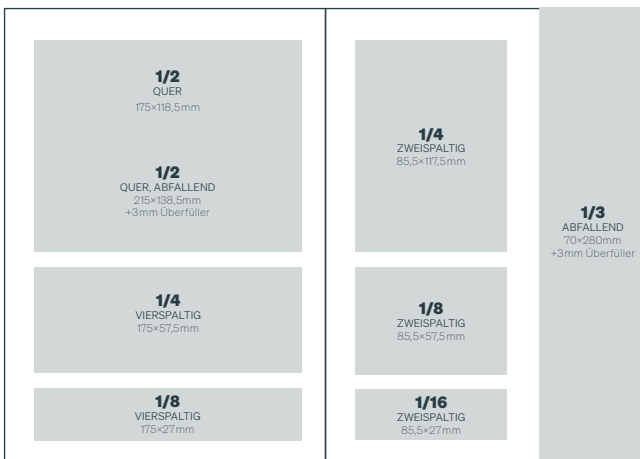 1/2
QUER
175×118,5mm
1/2
QUER, ABFALLEND
215×138,5mm
+3mm Überfüller
1/4
VIERSPALTIG
175×57,5mm
1/8
VIERSPALTIG
175×27mm
1/4
ZWEISPALTIG
85,5×117,5mm
1/8
ZWEISPALTIG
85,5×57,5mm
1/16
ZWEISPALTIG
85,5×27mm
1/3
ABFALLEND
70×280mm
+3mm Überfüller